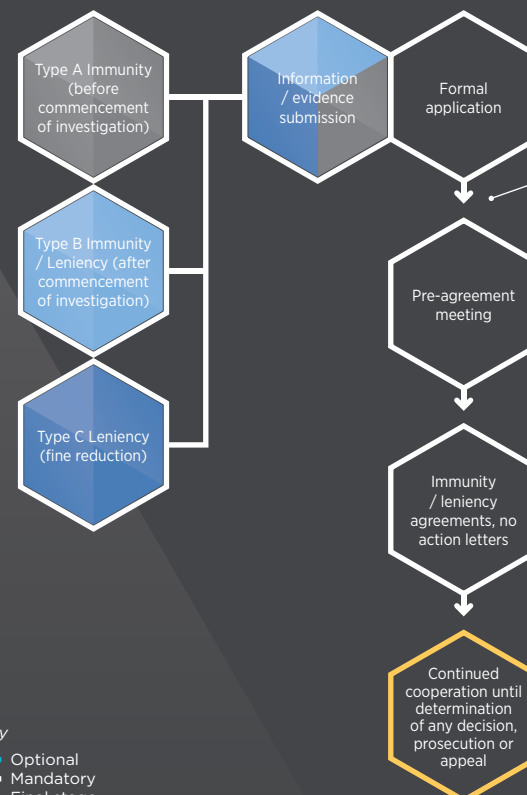 Type A Immunity
(before
commencement
of investigation)
Information
/ evidence
submission
Formal
application
Type B Immunity
/ Leniency (after
commencement
of investigation)
Pre-agreement
meeting
Type C Leniency
(fine reduction)
Immunity
/ leniency
agreements, no
action letters
Continued
cooperation until
determination
of any decision,
prosecution or
appeal
Optional
Mandatory
Final stage